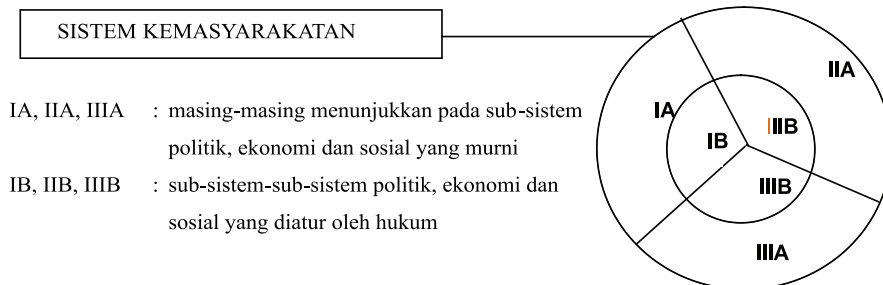 SISTEM KEMASYARAKATAN
IA, IIA, IIIA : masing-masing menunjukkan pada sub-sistem
politik, ekonomi dan sosial yang murni
IB, IIB, IIIB : sub-sistem-sub-sistem politik, ekonomi dan
sosial yang diatur oleh hukum
IIA
IA
IB
IIIB
IIIB
IIIA